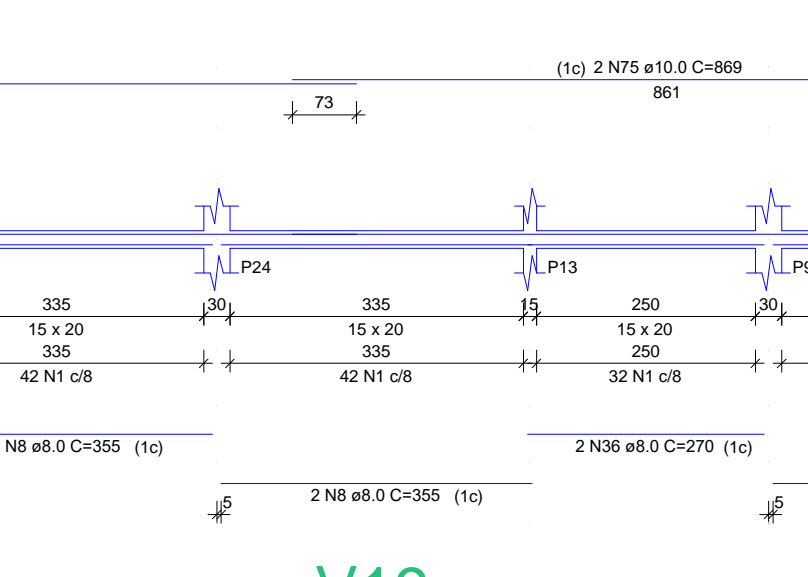 (1c) 2 N75 ø10.0 C=869
861
73
P24
P13
335 30 335 15 250 30
15 x 20 15 x 20 15 x 20
335 335 250
42 N1 c/8 42 N1 c/8 32 N1 c/8
N8 ø8.0 C=355 (1c) 2 N36 ø8.0 C=270 (1c)
2 N8 ø8.0 C=355 (1c)
5 5